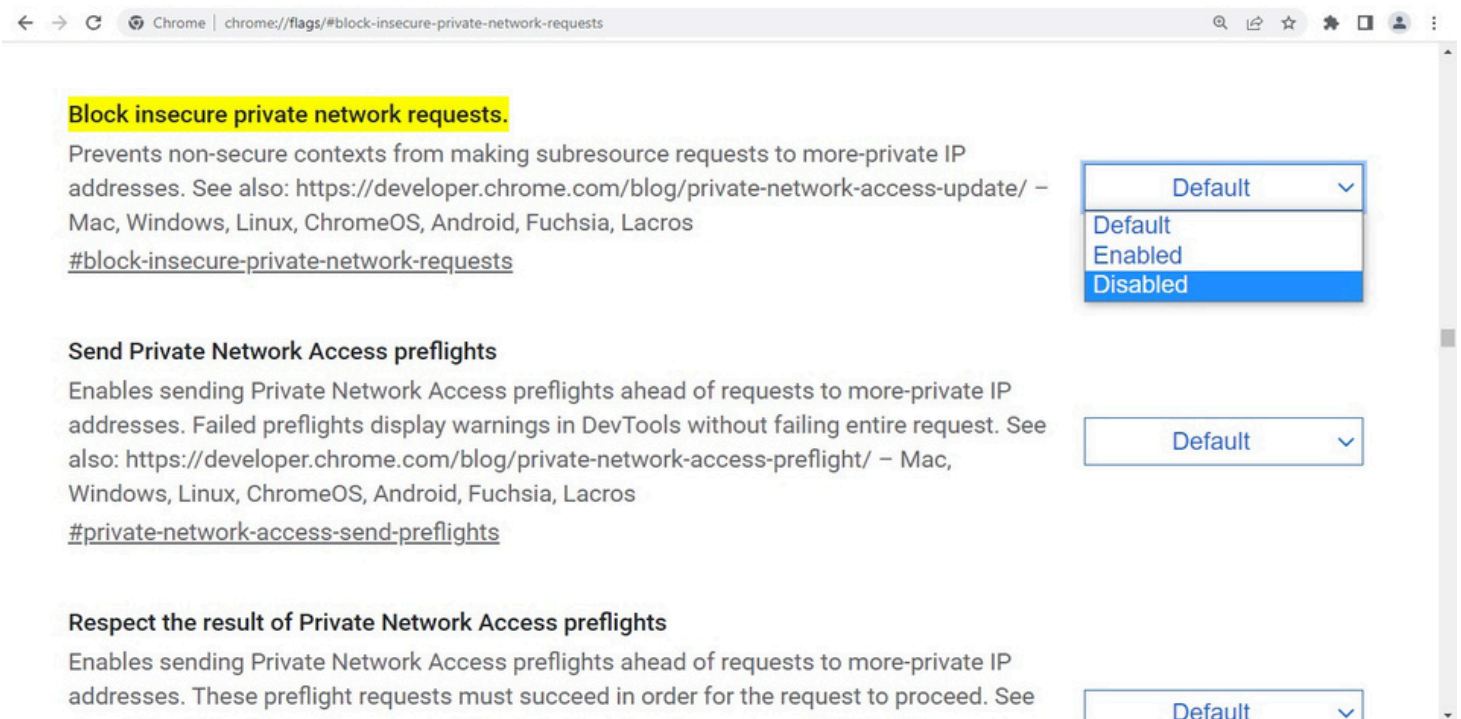 Chrome | chrome://flags/#block-insecure-private-network-requests
Block insecure private network requests.
Prevents non-secure contexts from making subresource requests to more-private IP
addresses. See also: https://developer.chrome.com/blog/private-network-access-update/ –
Mac, Windows, Linux, ChromeOS, Android, Fuchsia, Lacros
#block-insecure-private-network-requests
Default
Default
Enabled
Disabled
Send Private Network Access preflights
Enables sending Private Network Access preflights ahead of requests to more-private IP
addresses. Failed preflights display warnings in DevTools without failing entire request. See
also: https://developer.chrome.com/blog/private-network-access-preflight/ – Mac,
Windows, Linux, ChromeOS, Android, Fuchsia, Lacros
#private-network-access-send-preflights
Default
Respect the result of Private Network Access preflights
Enables sending Private Network Access preflights ahead of requests to more-private IP
addresses. These preflight requests must succeed in order for the request to proceed. See
Default